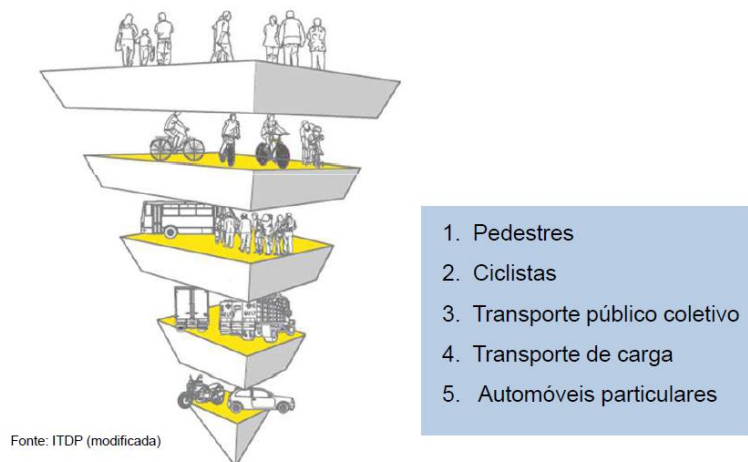 1. Pedestres
2. Ciclistas
3. Transporte público coletivo
4. Transporte de carga
5. Automóveis particulares
Fonte: ITDP (modificada)